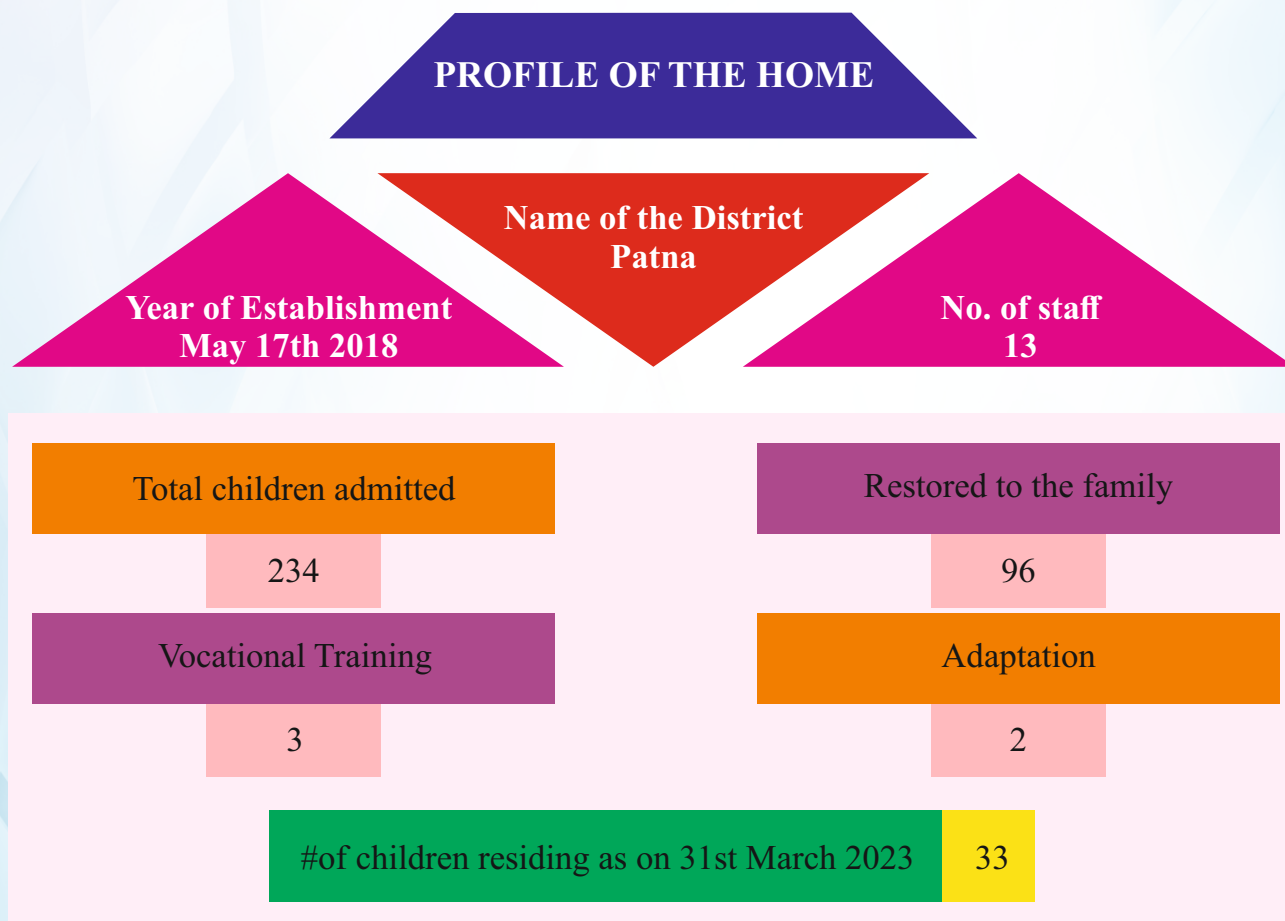 PROFILE OF THE HOME
Name of the District
Patna
Year of Establishment
May 17th 2018
No. of staff
13
Total children admitted
234
Restored to the family
96
Vocational Training
3
Adaptation
2
#of children residing as on 31st March 2023 33